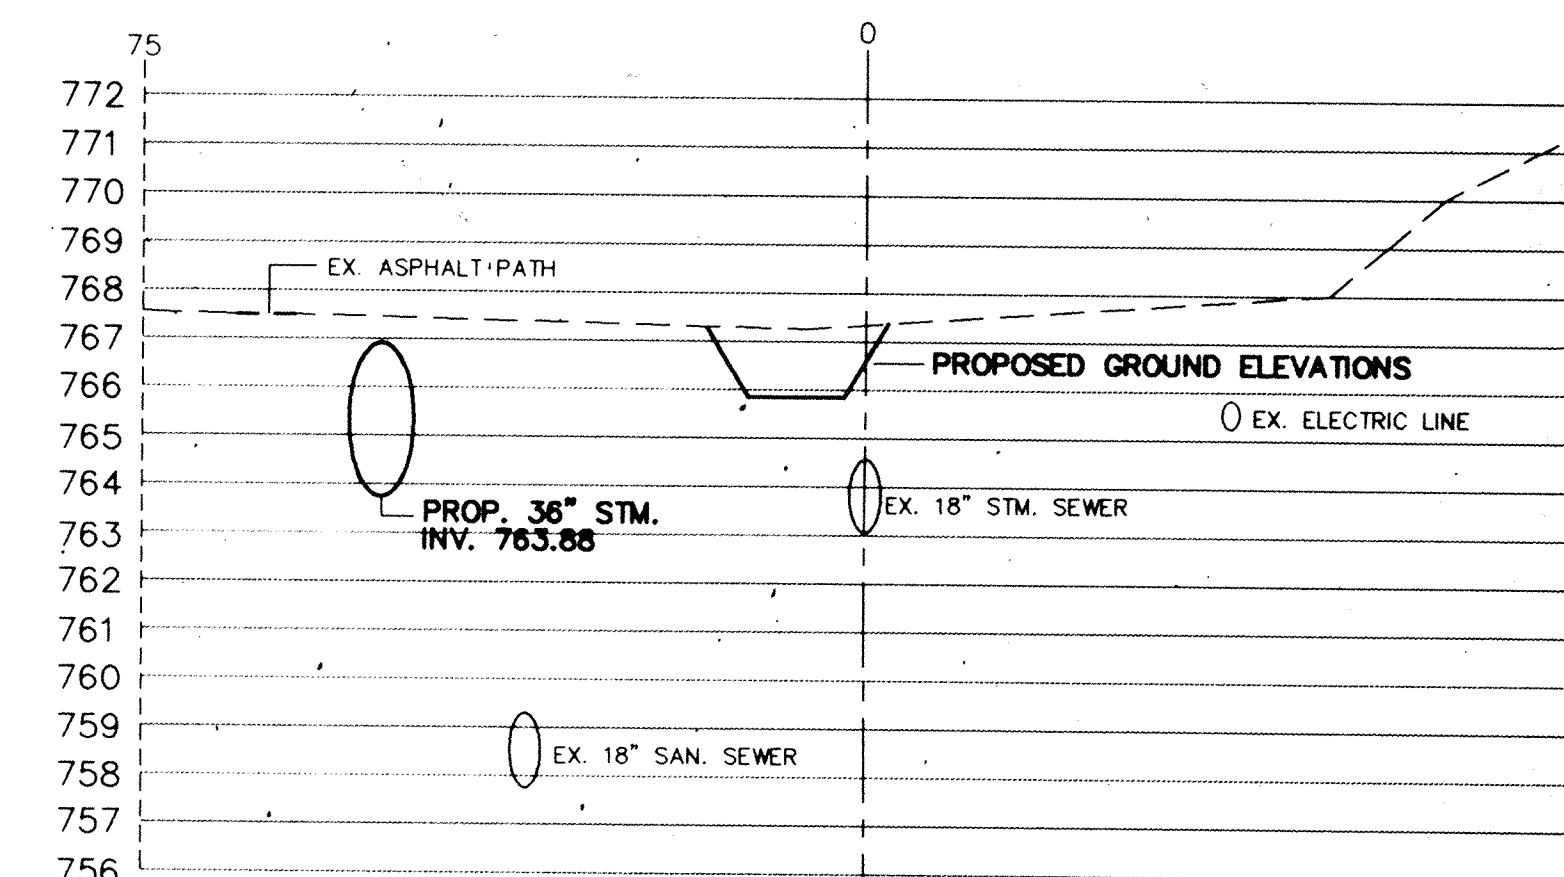 75
0
772
771
770
769
EX. ASPHALT PATH
768
767
PROPOSED GROUND ELEVATIONS
766
EX. ELECTRIC LINE
765
764
PROP. 36" STM.
EX. 18" STM. SEWER
INV. 763.88
763
762
761
760
759
EX. 18" SAN. SEWER
758
757
756